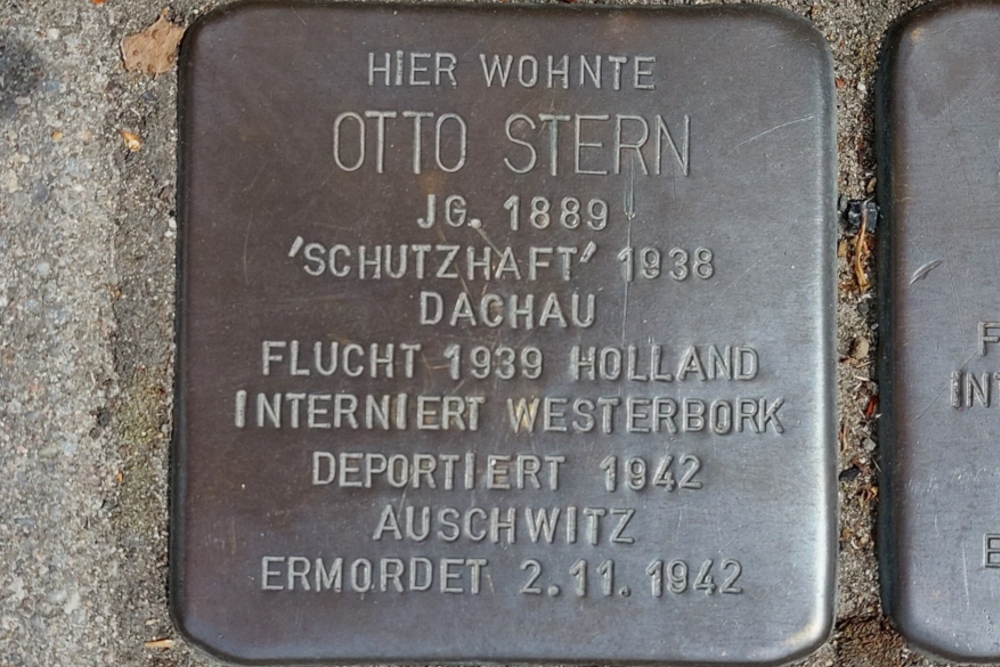 HIER WOHNTE
OTTO STERN
JG. 1889
'SCHUTZHAFT' 1938
DACHAU
FLUCHT 1939 HOLLAND
INTERNIERT WESTERBORK
DEPORTIERT 1942
AUSCHWITZ
ERMORDET 2.11.1942